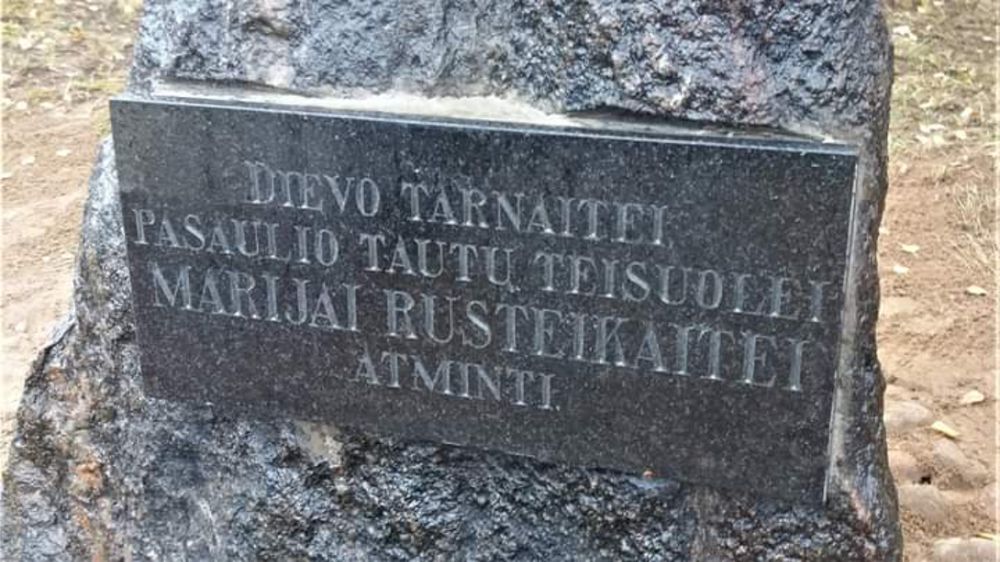 DIEVO TARNAITEI,
PASAULIO TAUTŲ TEISUOLEI
MARIJAI RUSTEIKAITEI
ATMINTI.